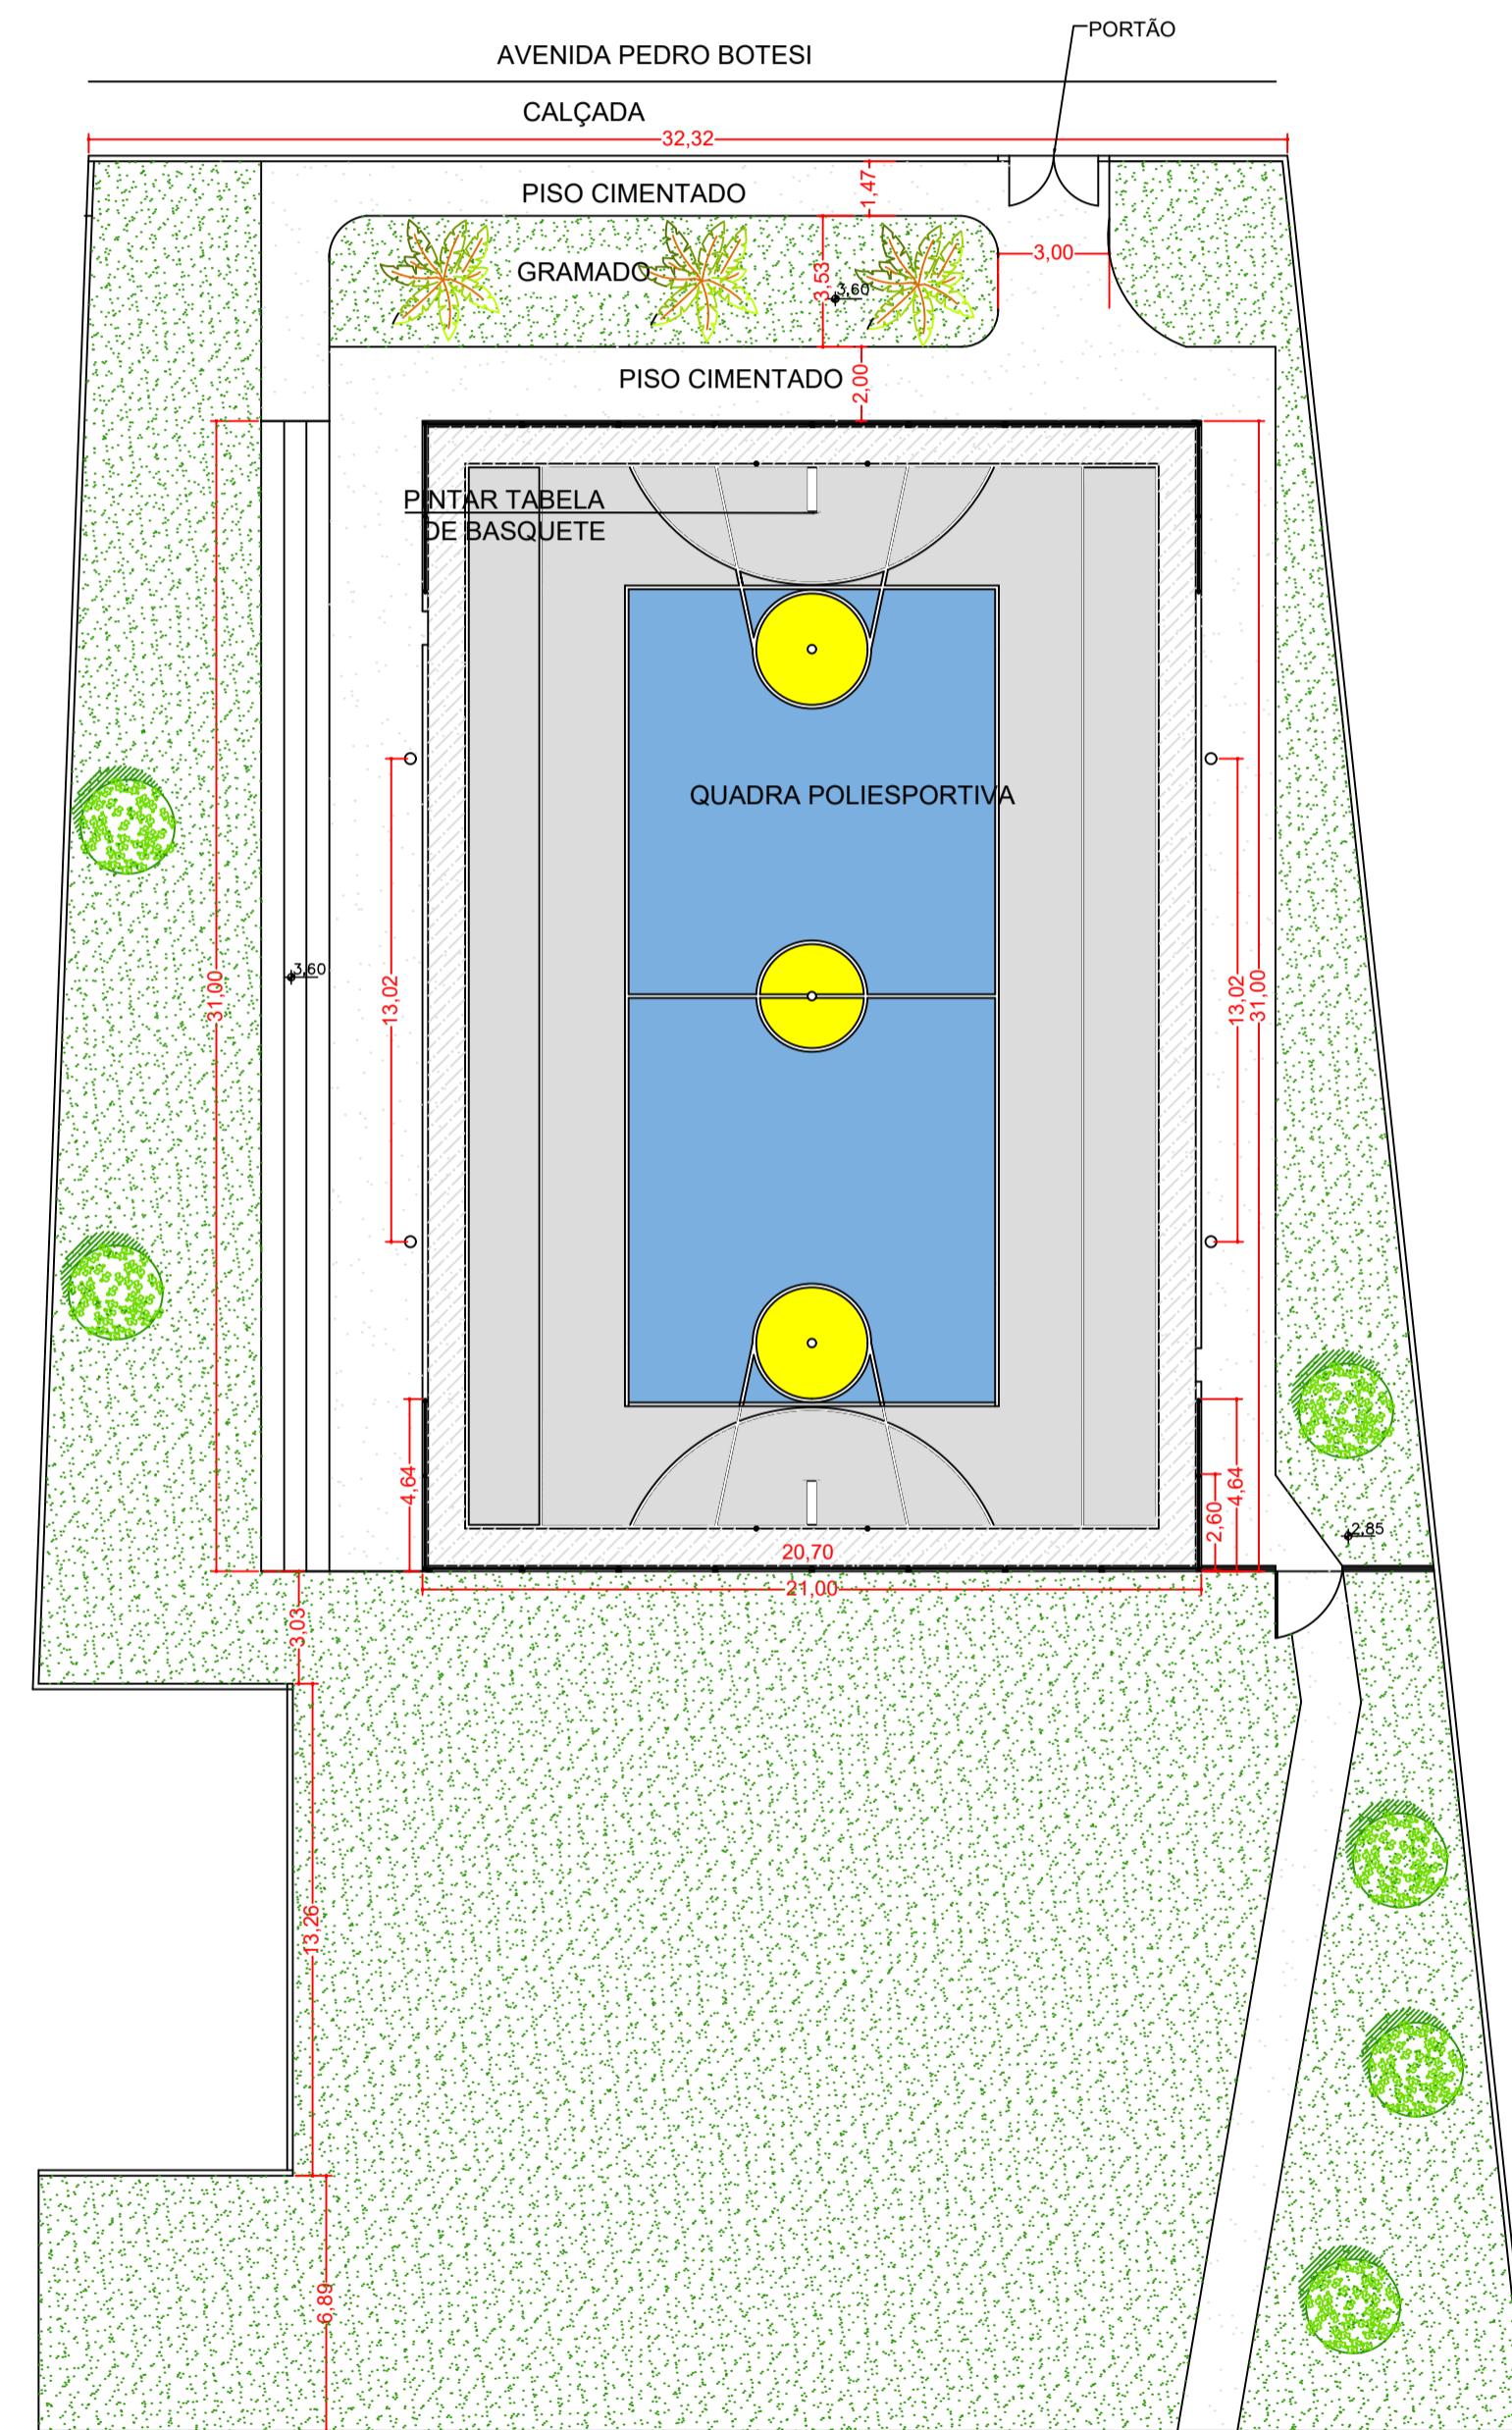 PORTÃO
AVENIDA PEDRO BOTESI
CALÇADA
32,32
PISO CIMENTADO
1,47
GRAMADO
3,53
3,60
3,00
PISO CIMENTADO
2,00
PINTAR TABELA
DE BASQUETE
QUADRA POLIESPORTIVA
3,60
31,00
13,02
13,02
31,00
4,64
2,60
4,64
2,85
20,70
21,00
3,03
13,26
6,89